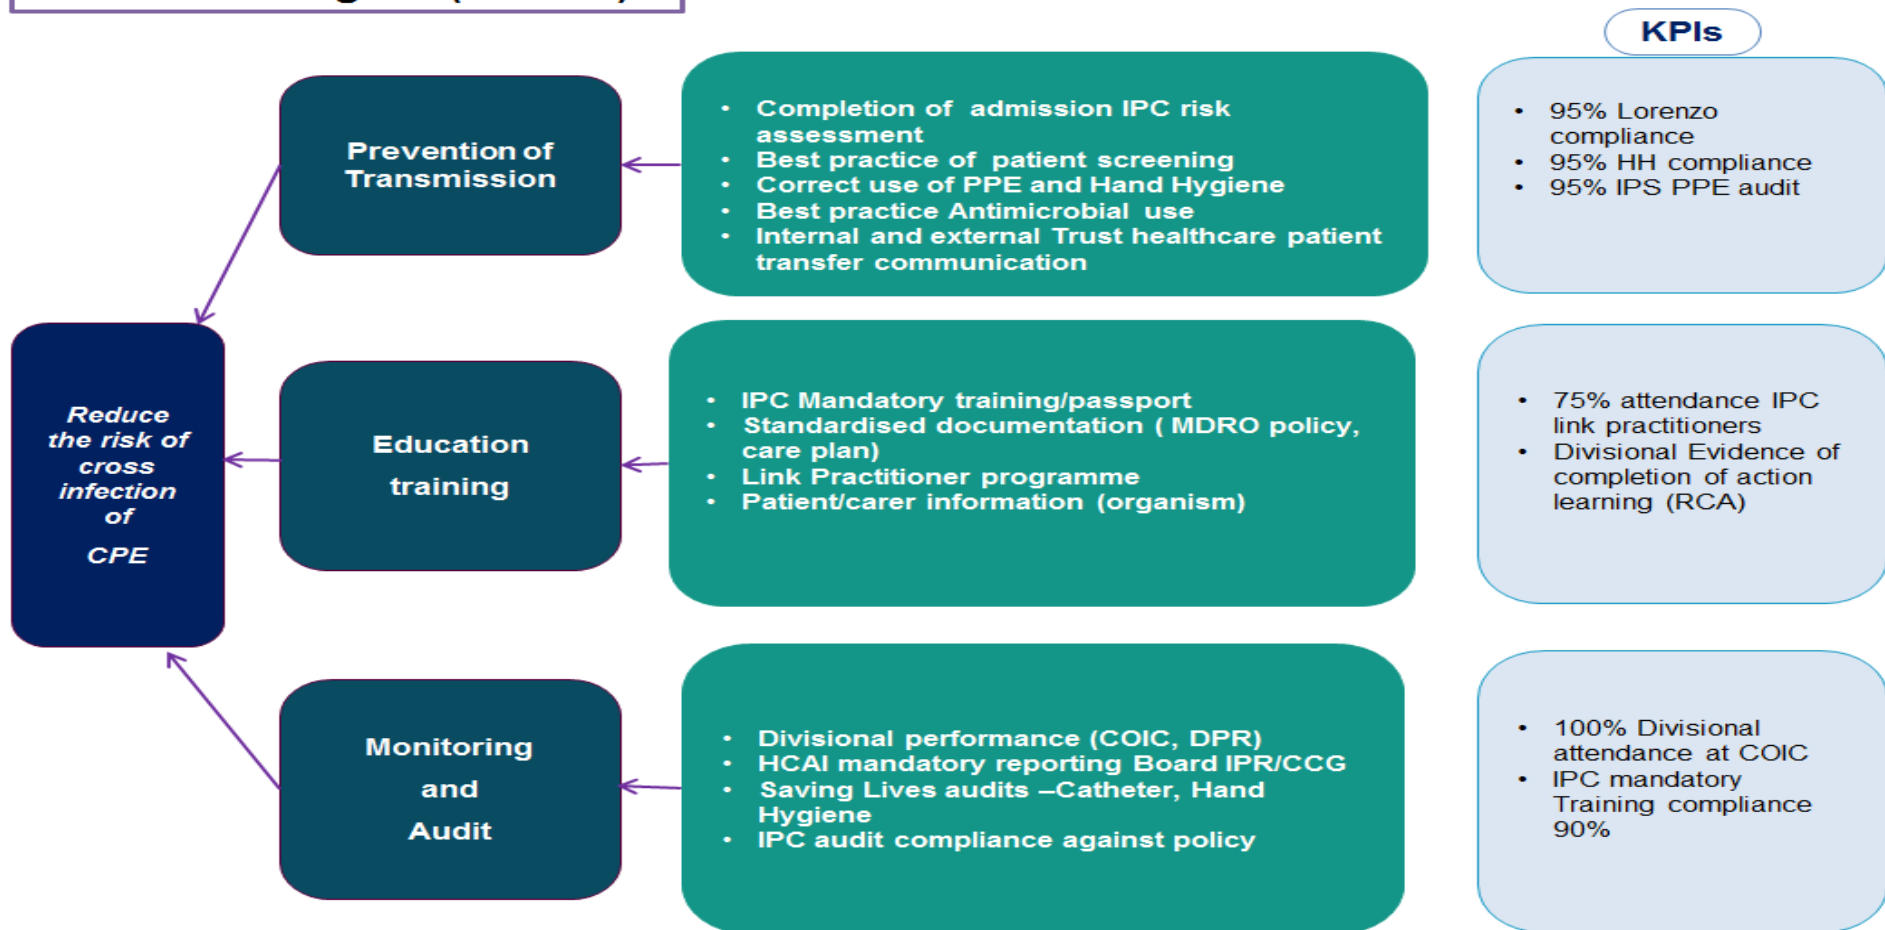 KPIs
Prevention of
Transmission
• Completion of admission IPC risk
assessment
• Best practice of patient screening
• Correct use of PPE and Hand Hygiene
• Best practice Antimicrobial use
• Internal and external Trust healthcare patient
transfer communication
• 95% Lorenzo
compliance
• 95% HH compliance
• 95% IPS PPE audit
Reduce
the risk of
cross
infection
of
CPE
Education
training
• IPC Mandatory training/passport
• Standardised documentation ( MDRO policy,
care plan)
• Link Practitioner programme
• Patient/carer information (organism)
• 75% attendance IPC
link practitioners
• Divisional Evidence of
completion of action
learning (RCA)
Monitoring
and
Audit
• Divisional performance (COIC, DPR)
• HCAI mandatory reporting Board IPR/CCG
• Saving Lives audits –Catheter, Hand
Hygiene
• IPC audit compliance against policy
• 100% Divisional
attendance at COIC
• IPC mandatory
Training compliance
90%